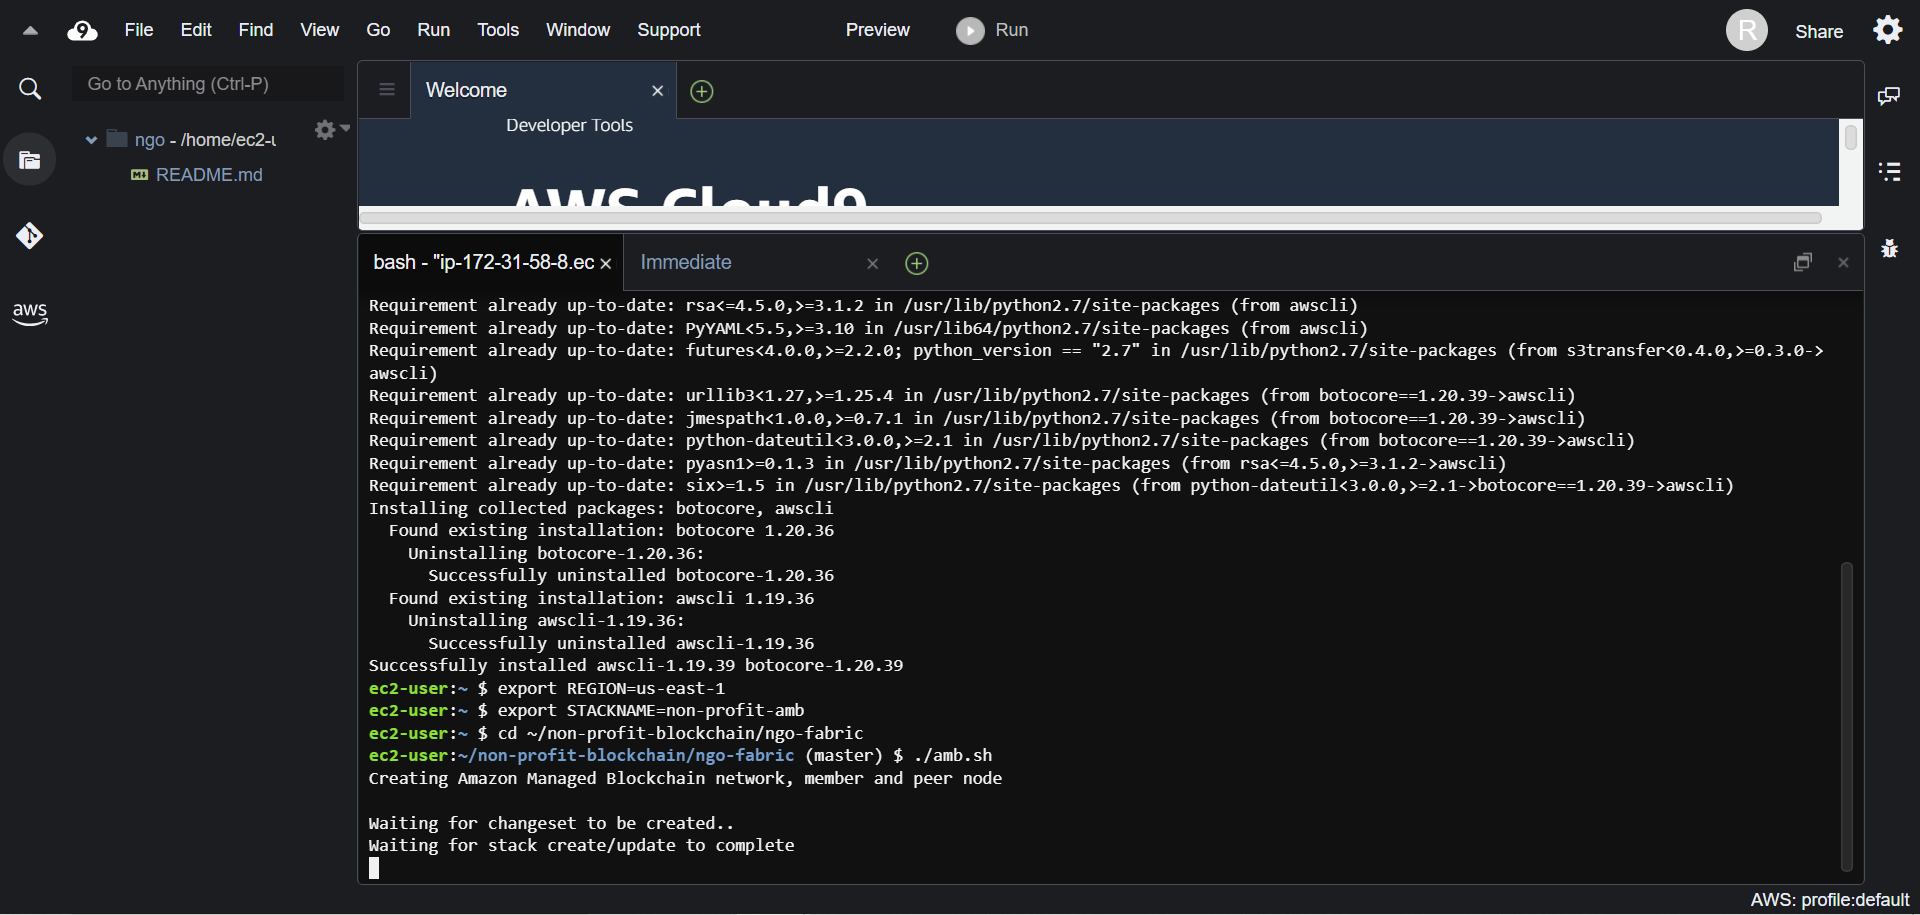 File Edit Find View Go Run Tools Window Support Preview Run R Share
Go to Anything (Ctrl-P)
ngo - /home/ec2-u
README.md
aws
Welcome
Developer Tools
AWS Cloud9
bash - "ip-172-31-58-8.ec
Immediate
Requirement already up-to-date: rsa<=4.5.0,>=3.1.2 in /usr/lib/python2.7/site-packages (from awscli)
Requirement already up-to-date: PyYAML<5.5,>=3.10 in /usr/lib64/python2.7/site-packages (from awscli)
Requirement already up-to-date: futures<4.0.0,>=2.2.0; python_version == "2.7" in /usr/lib/python2.7/site-packages (from s3transfer<0.4.0,>=0.3.0->
awscli)
Requirement already up-to-date: urllib3<1.27,>=1.25.4 in /usr/lib/python2.7/site-packages (from botocore==1.20.39->awscli)
Requirement already up-to-date: jmespath<1.0.0,>=0.7.1 in /usr/lib/python2.7/site-packages (from botocore==1.20.39->awscli)
Requirement already up-to-date: python-dateutil<3.0.0,>=2.1 in /usr/lib/python2.7/site-packages (from botocore==1.20.39->awscli)
Requirement already up-to-date: pyasn1>=0.1.3 in /usr/lib/python2.7/site-packages (from rsa<=4.5.0,>=3.1.2->awscli)
Requirement already up-to-date: six>=1.5 in /usr/lib/python2.7/site-packages (from python-dateutil<3.0.0,>=2.1->botocore==1.20.39->awscli)
Installing collected packages: botocore, awscli
  Found existing installation: botocore 1.20.36
    Uninstalling botocore-1.20.36:
      Successfully uninstalled botocore-1.20.36
  Found existing installation: awscli 1.19.36
    Uninstalling awscli-1.19.36:
      Successfully uninstalled awscli-1.19.36
Successfully installed awscli-1.19.39 botocore-1.20.39
ec2-user:~ $ export REGION=us-east-1
ec2-user:~ $ export STACKNAME=non-profit-amb
ec2-user:~ $ cd ~/non-profit-blockchain/ngo-fabric
ec2-user:~/non-profit-blockchain/ngo-fabric (master) $ ./amb.sh
Creating Amazon Managed Blockchain network, member and peer node
Waiting for changeset to be created..
Waiting for stack create/update to complete
AWS: profile:default